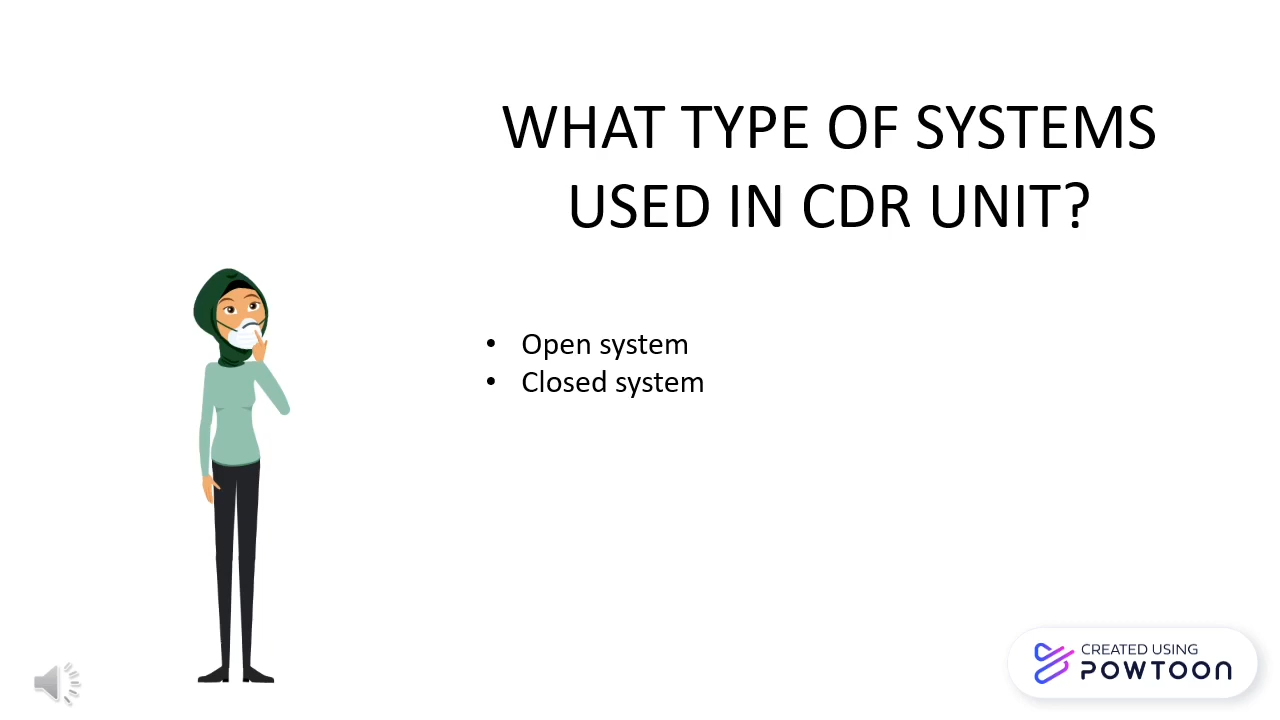 WHAT TYPE OF SYSTEMS
USED IN CDR UNIT?
• Open system
• Closed system
CREATED USING
POWTOON